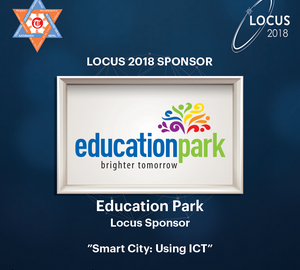 LOCUS
2018
LOCUS 2018 SPONSOR
educationpark
brighter tomorrow
Education Park
Locus Sponsor
"Smart City: Using ICT"